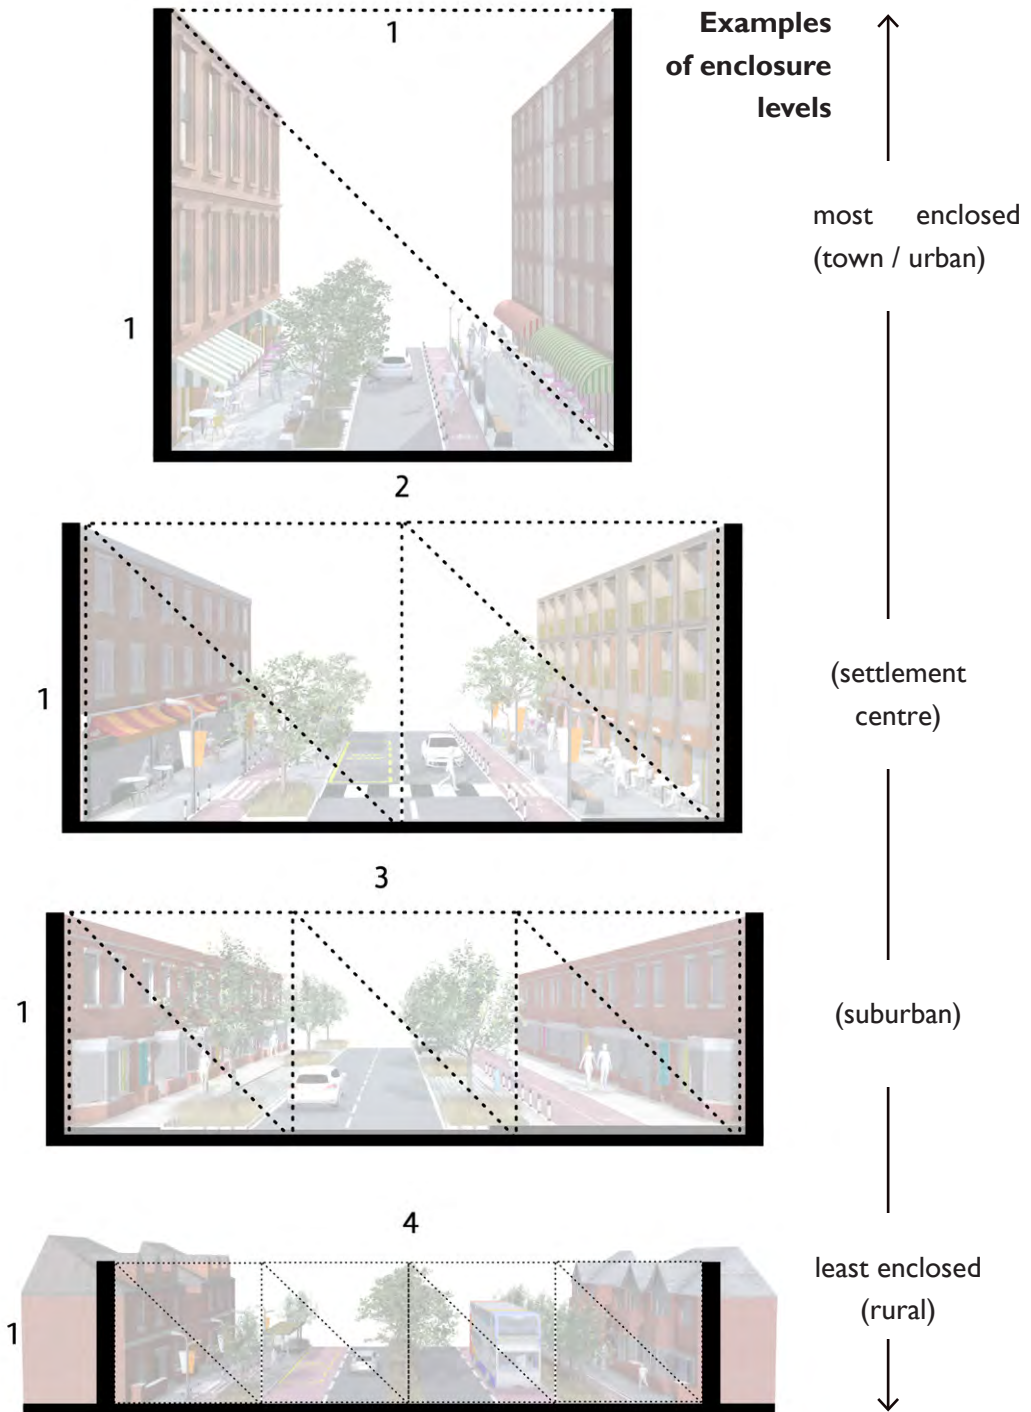 1
Examples
of enclosure
levels
most enclosed
(town / urban)
1
2
1
(settlement
centre)
3
1
(suburban)
4
least enclosed
(rural)
1